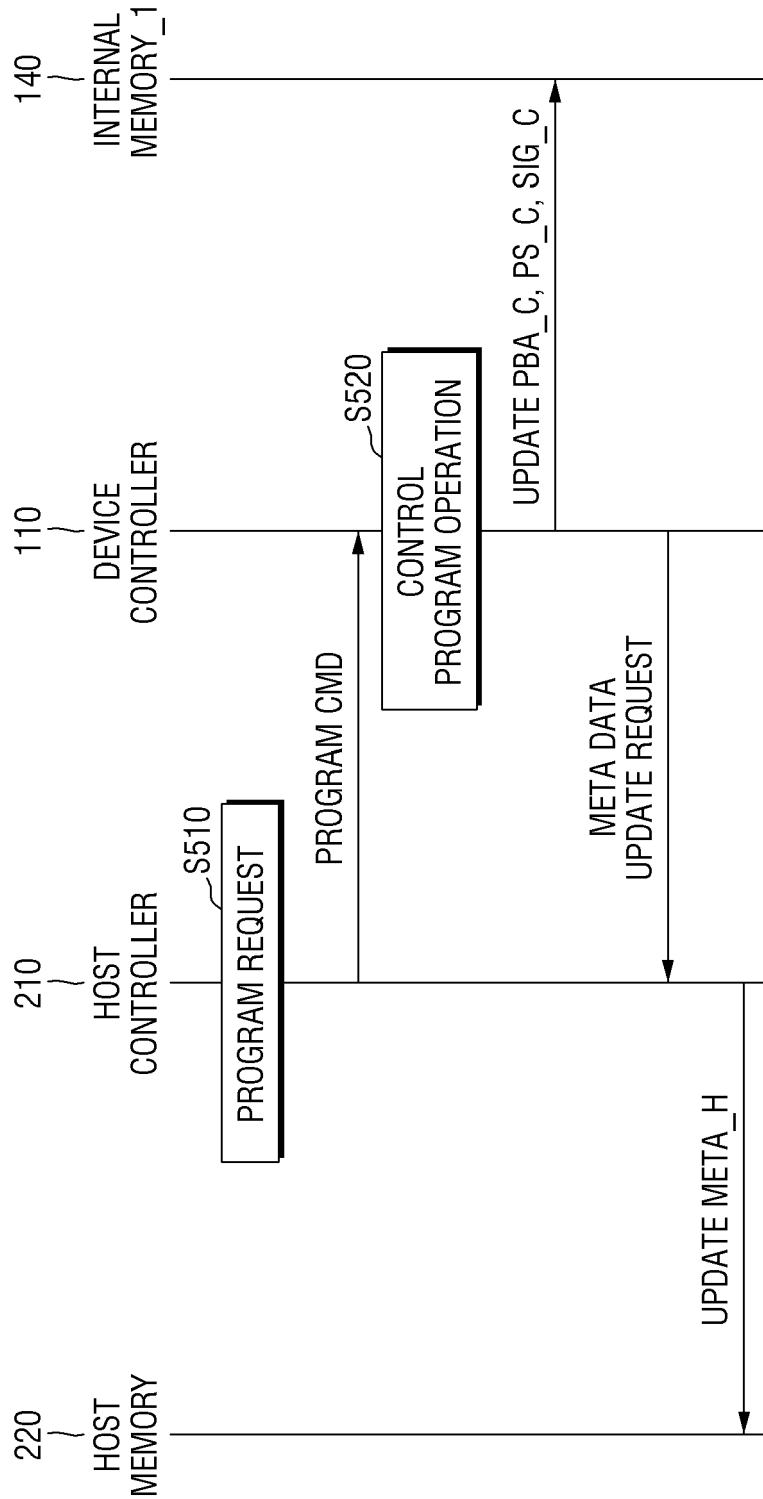 220
HOST
MEMORY
210
HOST
CONTROLLER
110
DEVICE
CONTROLLER
140
INTERNAL
MEMORY_1
S510
PROGRAM REQUEST
PROGRAM CMD
S520
CONTROL
PROGRAM OPERATION
UPDATE PBA_C, PS_C, SIG_C
META DATA
UPDATE REQUEST
UPDATE META_H